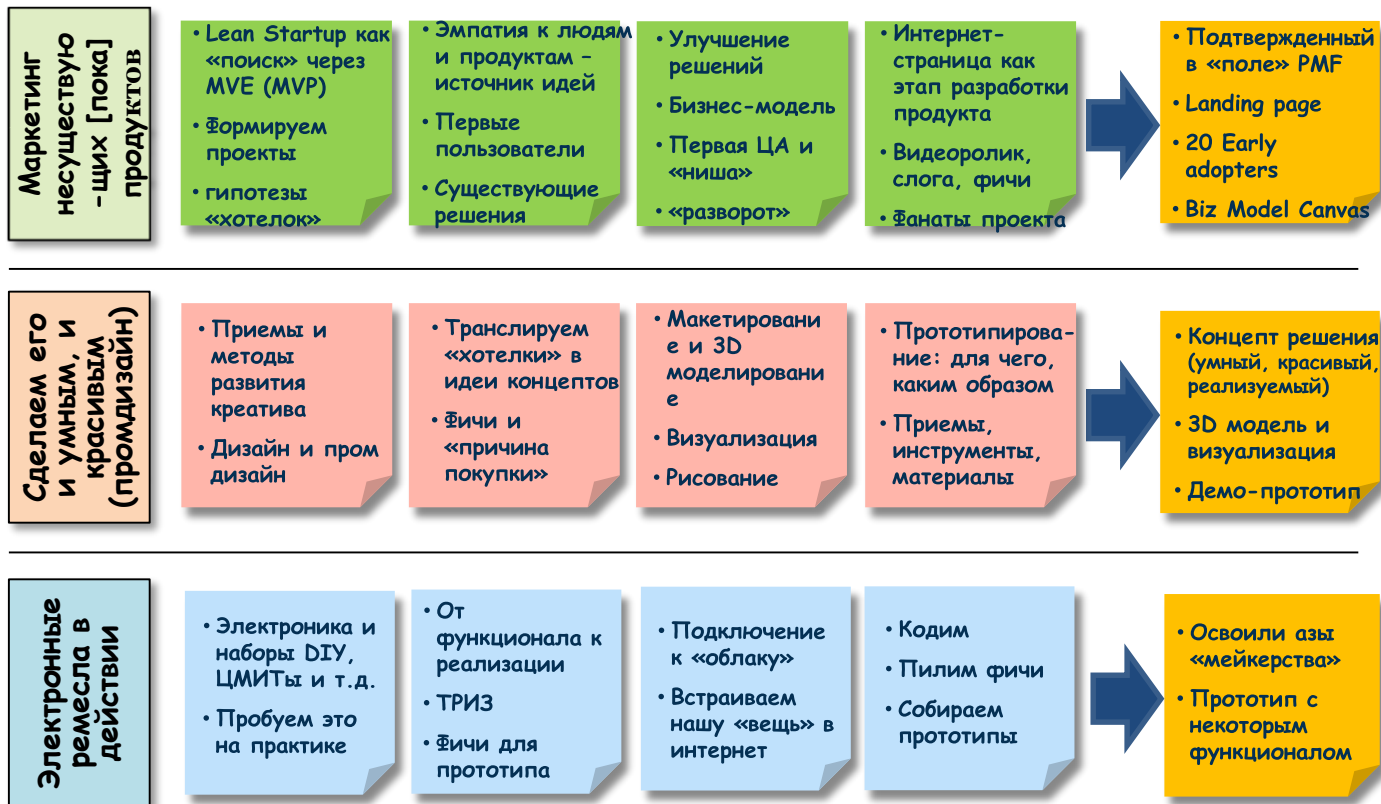 Маркетинг
несуществую
-щих [пока]
продуктов
• Lean Startup как
«поиск» через
MVE (MVP)
• Формируем
проекты
• гипотезы
«хотелок»
• Эмпатия к людям
и продуктам –
источник идей
• Первые
пользователи
• Существующие
решения
• Улучшение
решений
• Бизнес-модель
• Первая ЦА и
«ниша»
• «разворот»
• Интернет-
страница как
этап разработки
продукта
• Видеоролик,
слога, фичи
• Фанаты проекта
• Подтвержденный
в «поле» PMF
• Landing page
• 20 Early
adopters
• Biz Model Canvas
Сделаем его
и умным, и
красивым
(промдизайн)
• Приемы и
методы
развития
креатива
• Дизайн и пром
дизайн
• Транслируем
«хотелки» в
идеи концептов
• Фичи и
«причина
покупки»
• Макетировани
е и 3D
моделировани
е
• Визуализация
• Рисование
• Прототипирова-
ние: для чего,
каким образом
• Приемы,
инструменты,
материалы
• Концепт решения
(умный, красивый,
реализуемый)
• 3D модель и
визуализация
• Демо-прототип
Электронные
ремесла в
действии
• Электроника и
наборы DIY,
ЦМИТы и т.д.
• Пробуем это
на практике
• От
функционала к
реализации
• ТРИЗ
• Фичи для
прототипа
• Подключение
к «облаку»
• Встраиваем
нашу «вещь» в
интернет
• Кодим
• Пилим фичи
• Собираем
прототипы
• Освоили азы
«мейкерства»
• Прототип с
некоторым
функционалом